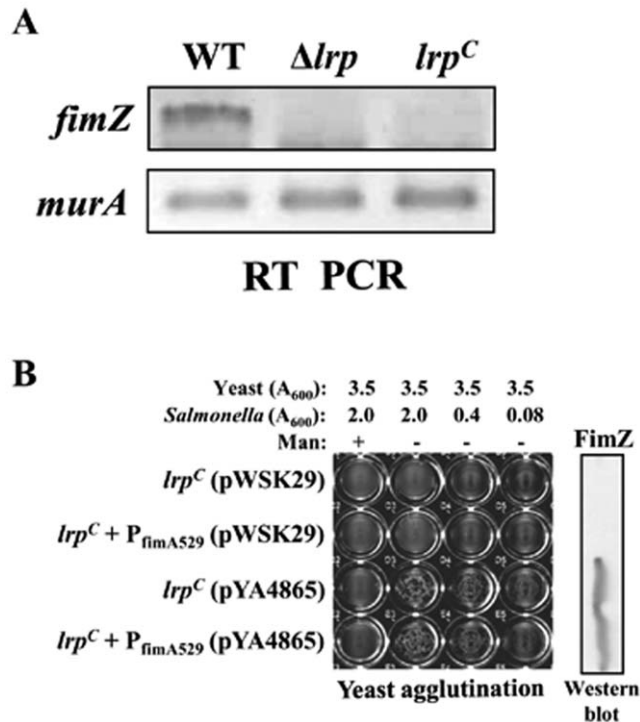 A
WT Δlrp lrpC
fimZ
murA
RT PCR
B
Yeast (A600): 3.5 3.5 3.5 3.5
Salmonella (A600): 2.0 2.0 0.4 0.08
Man: + - - -
FimZ
lrpC (pWSK29)
lrpC + PfimA529 (pWSK29)
lrpC (pYA4865)
lrpC + PfimA529 (pYA4865)
Yeast agglutination
Western
blot